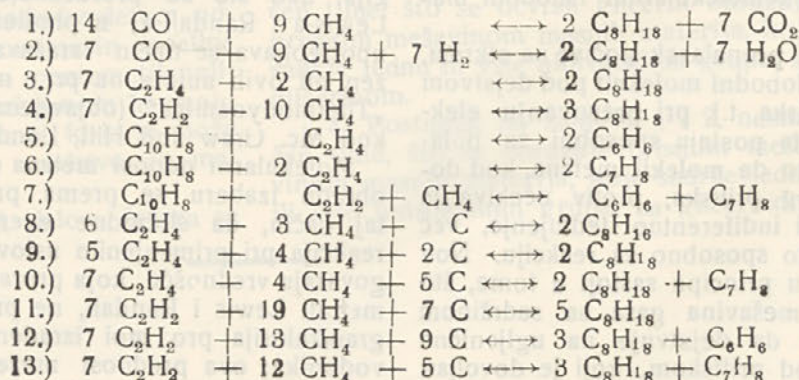 1.) 14 CO + 9 CH₄ ←→ 2 C₈H₁₈ + 7 CO₂
2.) 7 CO + 9 CH₄ + 7 H₂ ←→ 2 C₈H₁₈ + 7 H₂O
3.) 7 C₂H₄ + 2 CH₄ ←→ 2 C₈H₁₈
4.) 7 C₂H₂ + 10 CH₄ ←→ 3 C₈H₁₈
5.) C₁₀H₈ + C₂H₄ ←→ 2 C₆H₆
6.) C₁₀H₈ + 2 C₂H₄ ←→ 2 C₇H₈
7.) C₁₀H₈ + C₂H₂ + CH₄ ←→ C₆H₆ + C₇H₈
8.) 6 C₂H₄ + 3 CH₄ + C ←→ 2 C₈H₁₈
9.) 5 C₂H₄ + 4 CH₄ + 2 C ←→ 2 C₈H₁₈
10.) 7 C₂H₄ + 4 CH₄ + 5 C ←→ 2 C₈H₁₈ + C₇H₈
11.) 7 C₂H₂ + 19 CH₄ + 7 C ←→ 5 C₈H₁₈
12.) 7 C₂H₂ + 13 CH₄ + 9 C ←→ 3 C₈H₁₈ + C₆H₆
13.) 7 C₂H₂ + 12 CH₄ + 5 C ←→ 3 C₈H₁₈ + C₇H₈